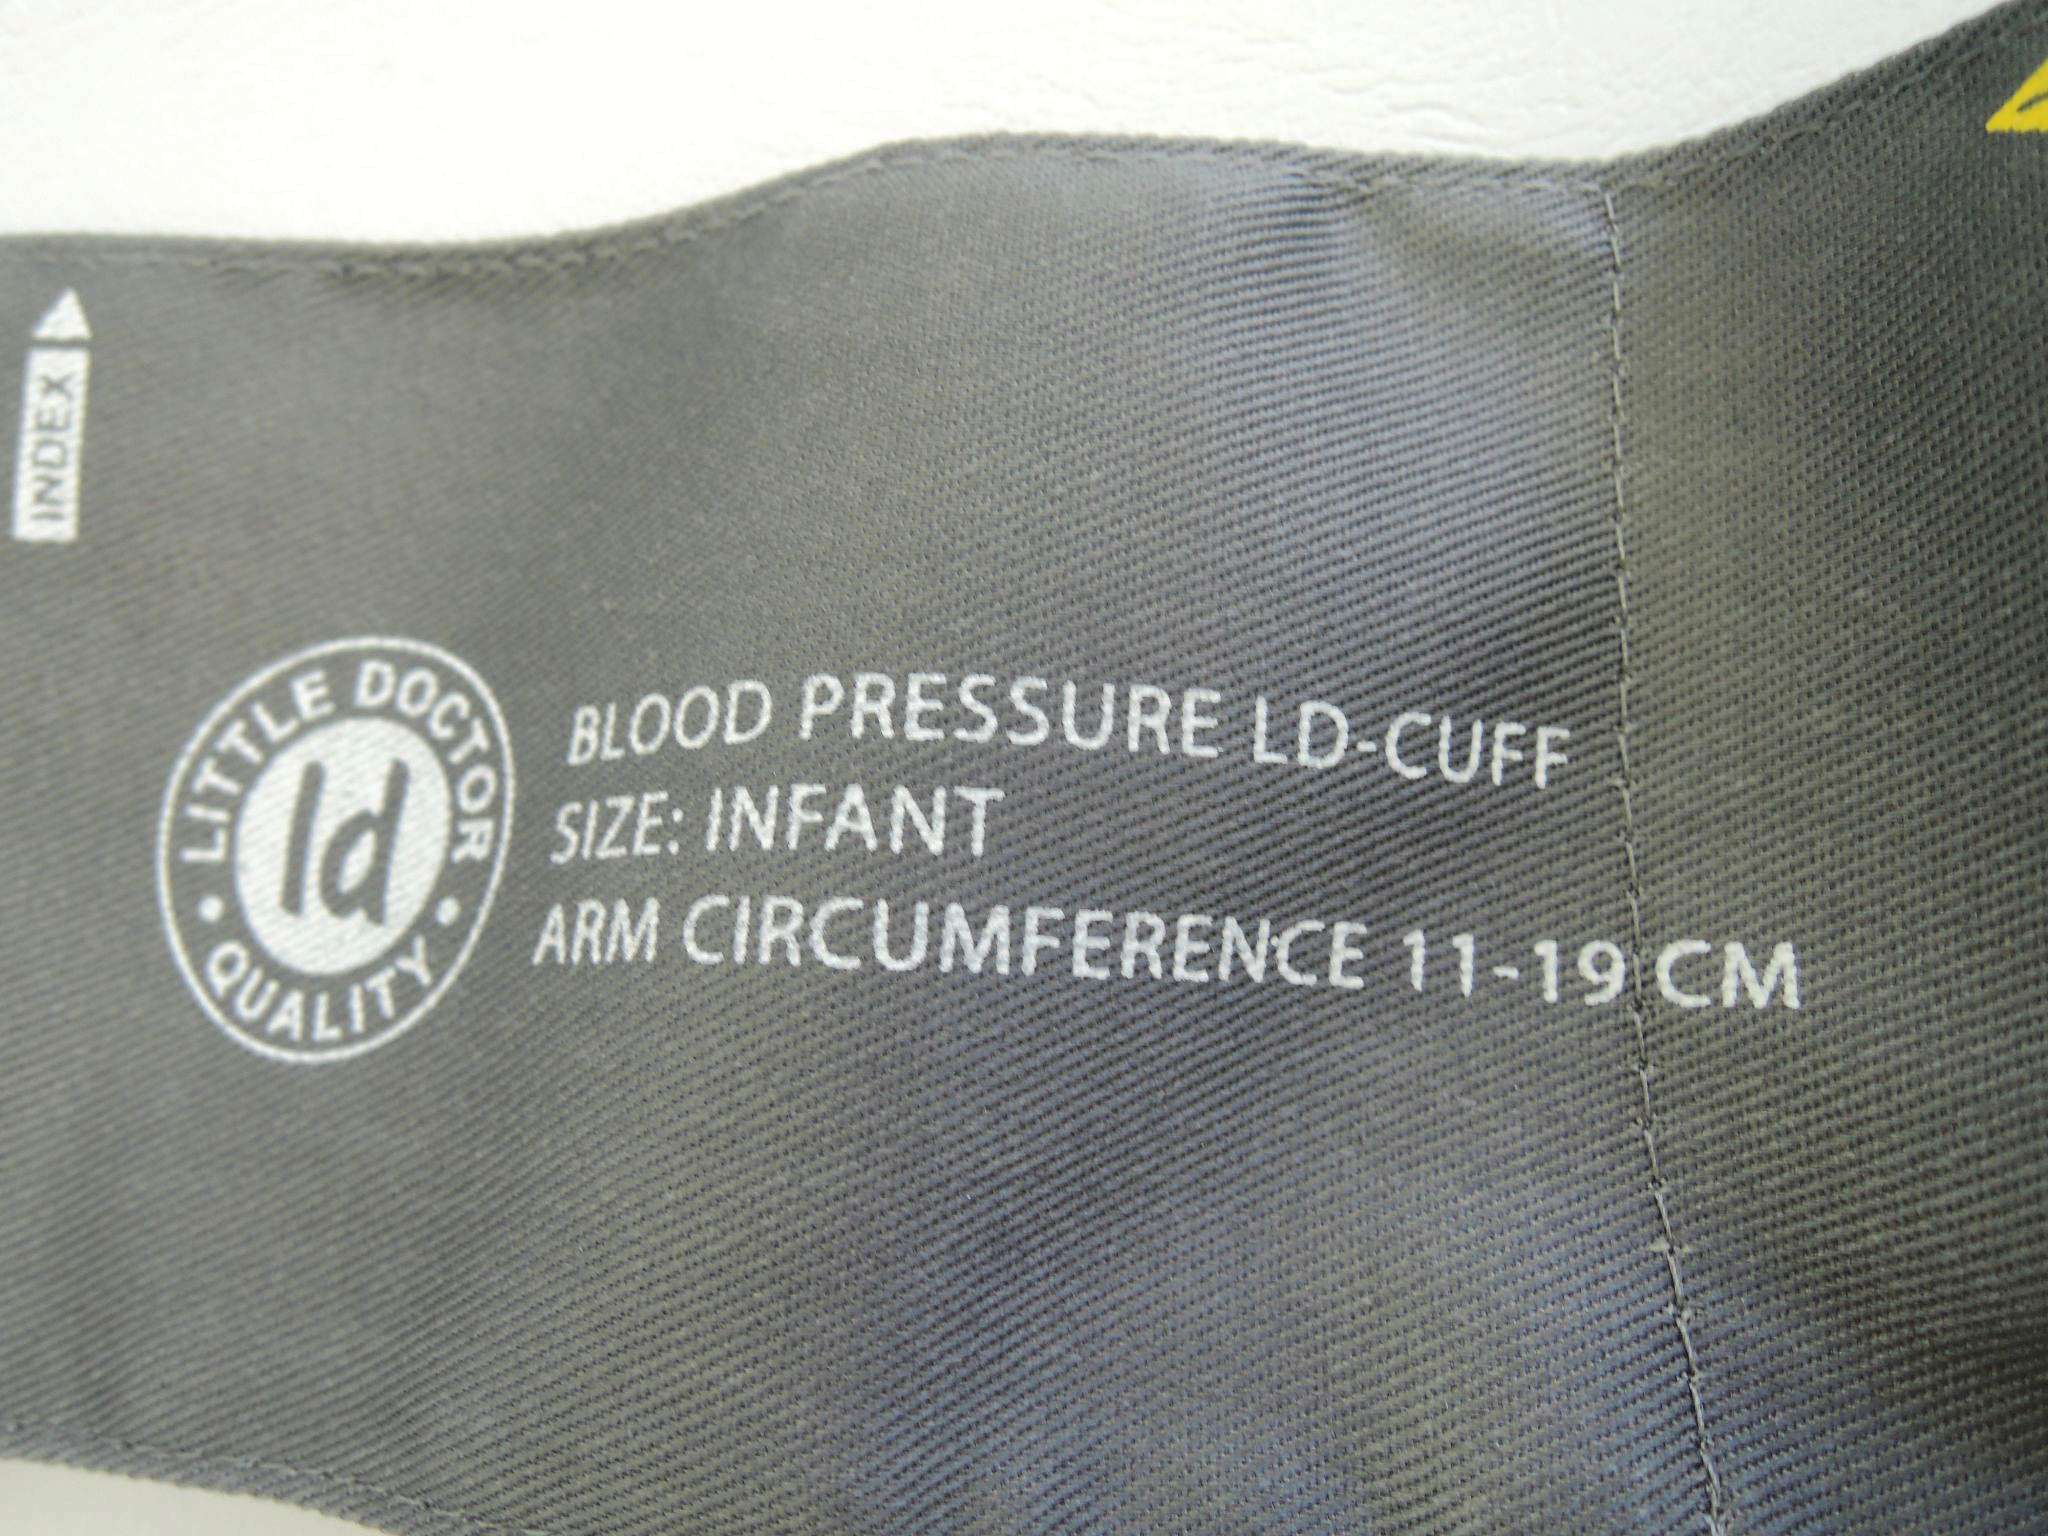 INDEX
LITTLE DOCTOR
ld
QUALITY
BLOOD PRESSURE LD-CUFF
SIZE: INFANT
ARM CIRCUMFERENCE 11-19 CM